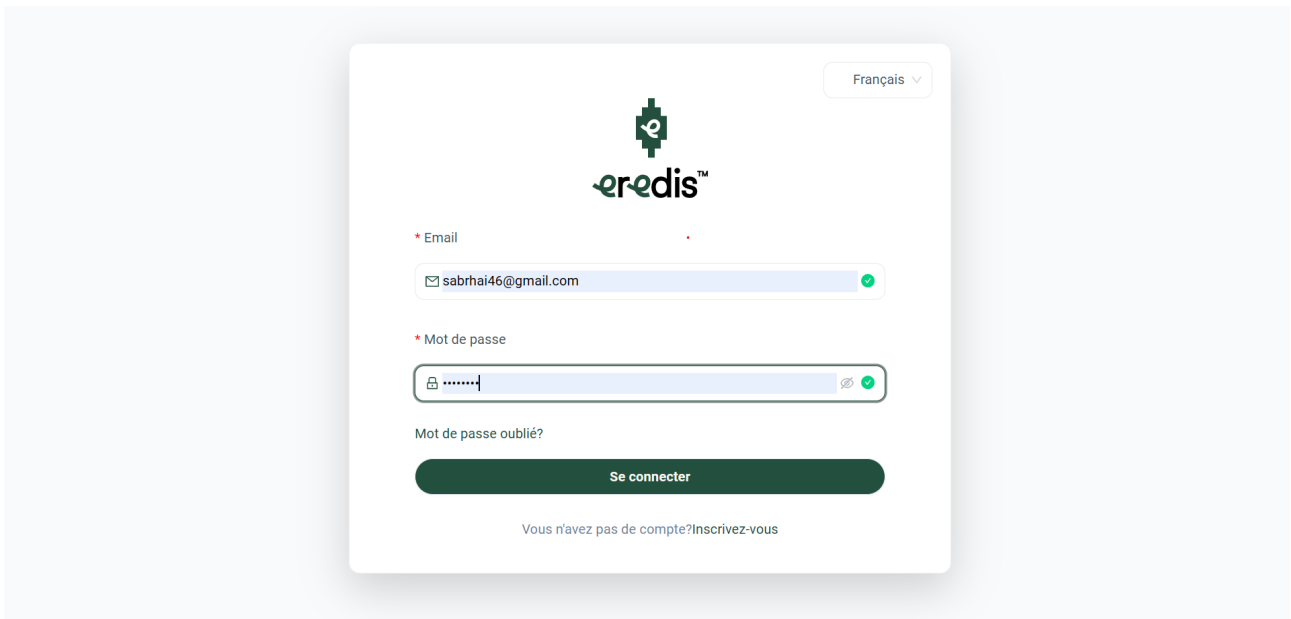 Français
e
eredis™
* Email
sabrhai46@gmail.com
* Mot de passe
••••••••
Mot de passe oublié?
Se connecter
Vous n'avez pas de compte?Inscrivez-vous